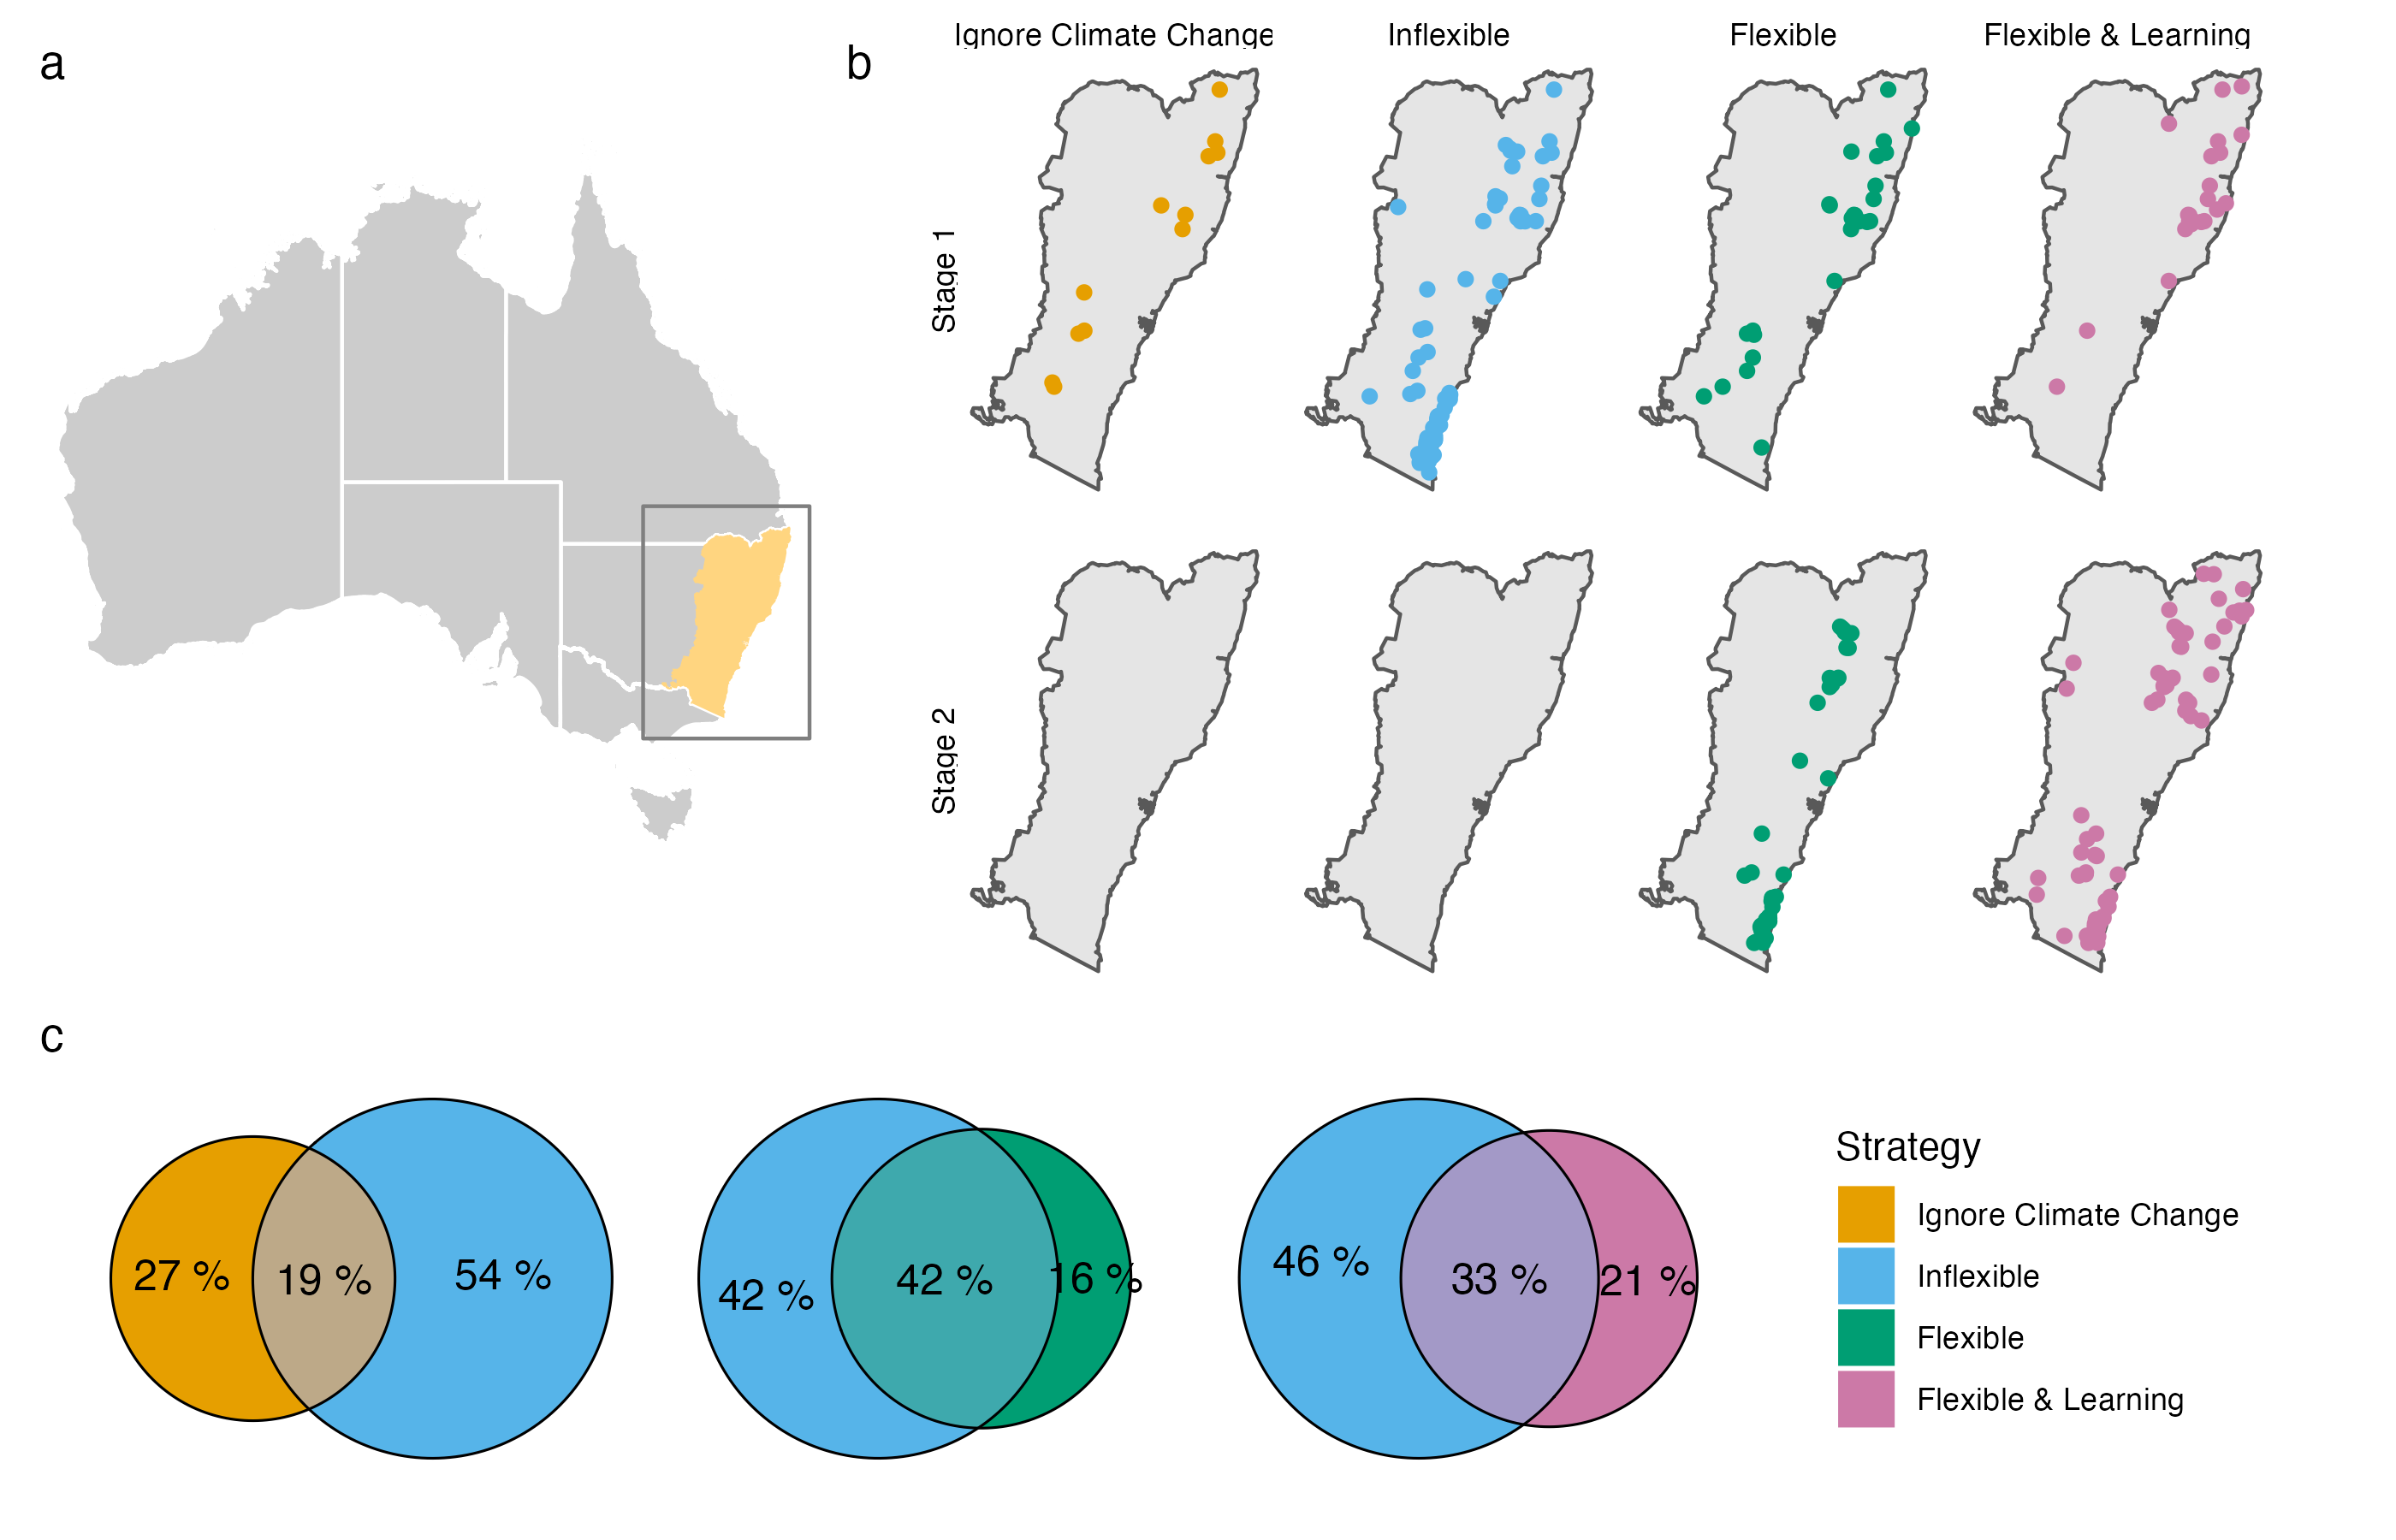 a
b
Ignore Climate Change
Inflexible
Flexible
Flexible & Learning
Stage 1
Stage 2
c
27 %
19 %
54 %
42 %
42 %
16 %
46 %
33 %
21 %
Strategy
Ignore Climate Change
Inflexible
Flexible
Flexible & Learning